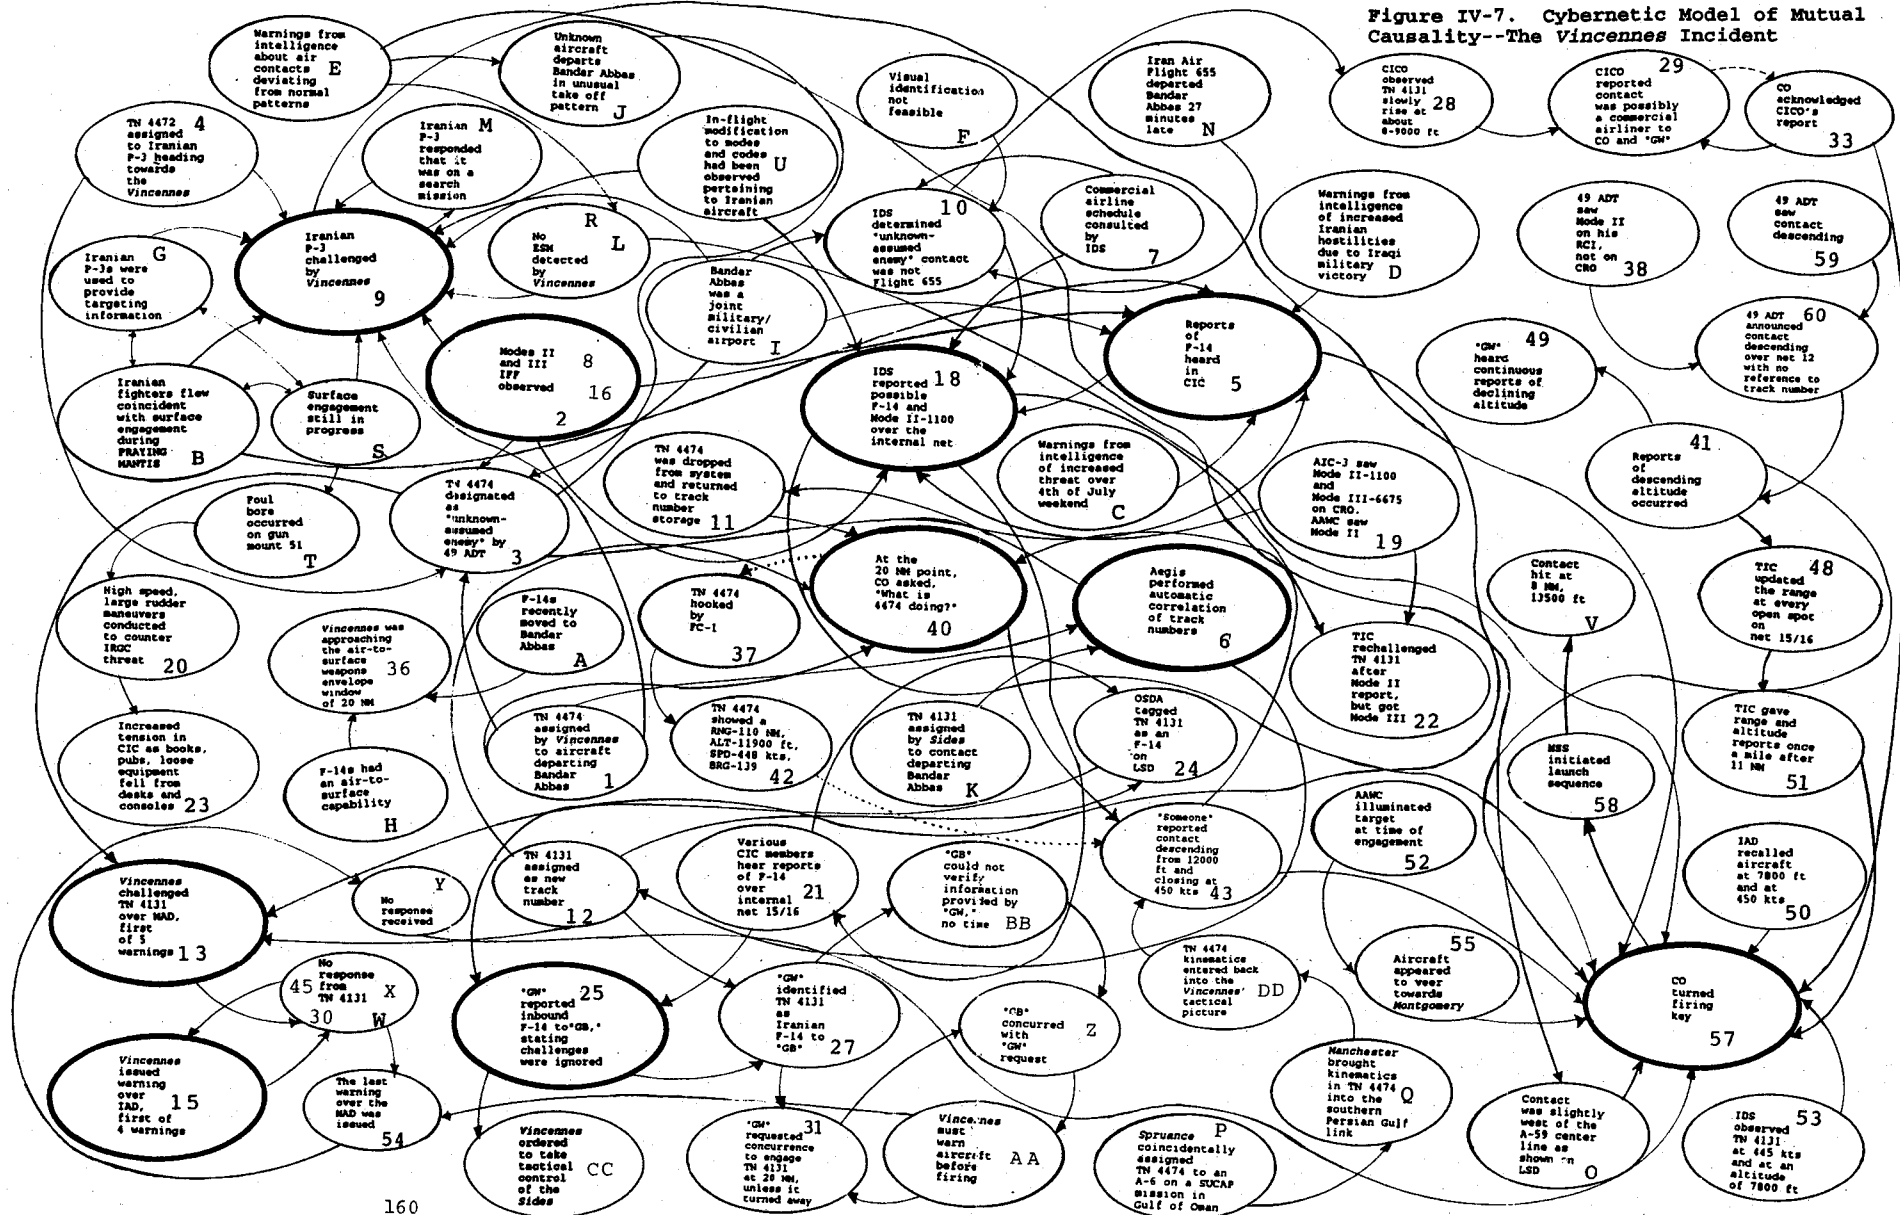 Figure IV-7. Cybernetic Model of Mutual
Causality--The Vincennes Incident
Warnings from
intelligence
about air
contacts E
deviating
from normal
patterns
Unknown
aircraft
departs
Bandar Abbas
in unusual
take off
pattern J
Visual
identification
not
feasible
F
Iran Air
Flight 655
departed
Bandar
Abbas 27
minutes
late N
CICO
observed
TN 4131
slowly 28
rise at
about
8-9000 ft
CICO 29
reported
contact
was possibly
a commercial
airliner to
CO and "GW"
CO
acknowledged
CICO's
report
33
TN 4472 4
assigned
to Iranian
P-3 heading
towards
the
Vincennes
Iranian M
P-3
responded
that it
was on a
search
mission
In-flight
modification
to modes
and codes
had been U
observed
pertaining
to Iranian
aircraft
IDS 10
determined
"unknown-
assumed
enemy" contact
was not
Flight 655
Commercial
airline
schedule
consulted
by
IDS 7
Warnings from
intelligence
of increased
Iranian
hostilities
due to Iraqi
military
victory D
49 ADT
saw
Mode II
on his
RCI,
not on
CRO 38
49 ADT
saw
contact
descending
59
G
Iranian
P-3s were
used to
provide
targeting
information
Iranian
P-3
challenged
by
Vincennes
9
R
No L
ESM
detected
by
Vincennes
Bandar
Abbas
was a
joint
military/
civilian
airport I
Reports
of
F-14
heard
in
CIC 5
49
"GW"
heard
continuous
reports of
declining
altitude
60
49 ADT
announced
contact
descending
over net 12
with no
reference to
track number
Modes II 8
and III
IFF
observed 16
2
IDS
reported 18
possible
F-14 and
Mode II-1100
over the
internal net
Iranian
fighters flew
coincident
with surface
engagement
during
PRAYING
MANTIS B
Surface
engagement
still in
progress
S
TN 4474
was dropped
from system
and returned
to track
number
storage 11
Warnings from
intelligence
of increased
threat over
4th of July
weekend
C
AIC-3 saw
Mode II-1100
and
Mode III-6675
on CRO.
AAWC saw
Mode II 19
41
Reports
of
descending
altitude
occurred
Foul
bore
occurred
on gun
mount 51
T
TN 4474
designated
as
"unknown-
assumed
enemy" by
49 ADT 3
At the
20 NM point,
CO asked,
"What is
4474 doing?"
40
Aegis
performed
automatic
correlation
of track
numbers
6
Contact
hit at
8 NM,
13500 ft
V
TIC 48
updated
the range
at every
open spot
on
net 15/16
High speed,
large rudder
maneuvers
conducted
to counter
IRGC
threat 20
Vincennes was
approaching
the air-to-
surface 36
weapons
envelope
window
of 20 NM
F-14s
recently
moved to
Bandar
Abbas
A
TN 4474
hooked
by
FC-1
37
TIC
rechallenged
TN 4131
after
Mode II
report,
but got
Mode III 22
Increased
tension in
CIC as books,
pubs, loose
equipment
fell from
desks and
consoles 23
F-14s had
an air-to-
surface
capability
H
TN 4474
assigned
by Vincennes
to aircraft
departing
Bandar
Abbas 1
TN 4474
showed a
RNG-110 NM,
ALT-11900 ft,
SPD-448 kts,
BRG-139
42
TN 4131
assigned
by Sides
to contact
departing
Bandar
Abbas K
OSDA
tagged
TN 4131
as an
F-14
on
LSD 24
MSS
initiated
launch
sequence
58
TIC gave
range and
altitude
reports once
a mile after
11 NM
51
Vincennes
challenged
TN 4131
over MAD,
first
of 5
warnings 13
Y
No
response
received
TN 4131
assigned
as new
track
number
12
Various
CIC members
hear reports
of F-14
over
internal 21
net 15/16
"GB"
could not
verify
information
provided by
"GW,"
no time BB
"Someone"
reported
contact
descending
from 12000
ft and
closing at
450 kts 43
AAWC
illuminated
target
at time of
engagement
52
IAD
recalled
aircraft
at 7800 ft
and at
450 kts
50
No
response
45 from X
TN 4131
30 W
"GW" 25
reported
inbound
F-14 to "GB,"
stating
challenges
were ignored
"GW"
identified
TN 4131
as
Iranian
F-14 to
"GB" 27
"GB"
concurred Z
with
"GW"
request
TN 4474
kinematics
entered back
into the
Vincennes' DD
tactical
picture
55
Aircraft
appeared
to veer
towards
Montgomery
CO
turned
firing
key
57
Vincennes
issued
warning
over
IAD, 15
first of
4 warnings
The last
warning
over the
MAD was
issued
54
Vincennes
ordered
to take
tactical CC
control
of the
Sides
"GW" 31
requested
concurrence
to engage
TN 4131
at 20 NM,
unless it
turned away
Vincennes
must
warn
aircraft AA
before
firing
P
Spruance
coincidentally
assigned
TN 4474 to an
A-6 on a SUCAP
mission in
Gulf of Oman
Manchester
brought
kinematics
in TN 4474
into the Q
southern
Persian Gulf
link
Contact
was slightly
west of the
A-59 center
line as
shown on
LSD O
IDS 53
observed
TN 4131
at 445 kts
and at an
altitude
of 7800 ft
160